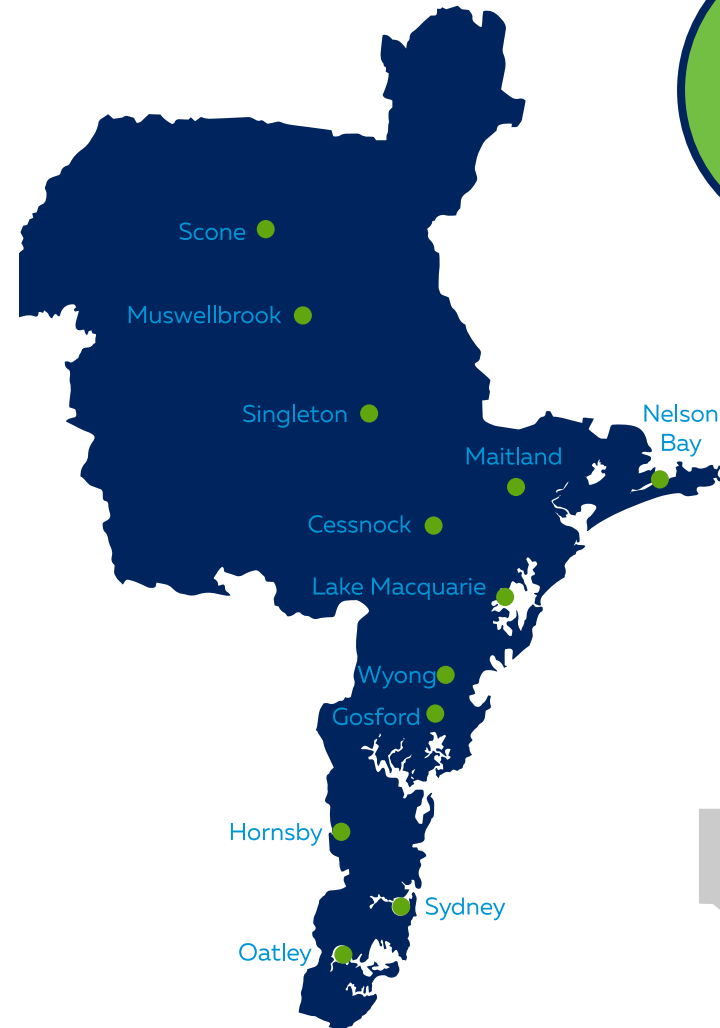 Scone
Muswellbrook
Singleton
Nelson
Bay
Maitland
Cessnock
Lake Macquarie
Wyong
Gosford
Hornsby
Sydney
Oatley